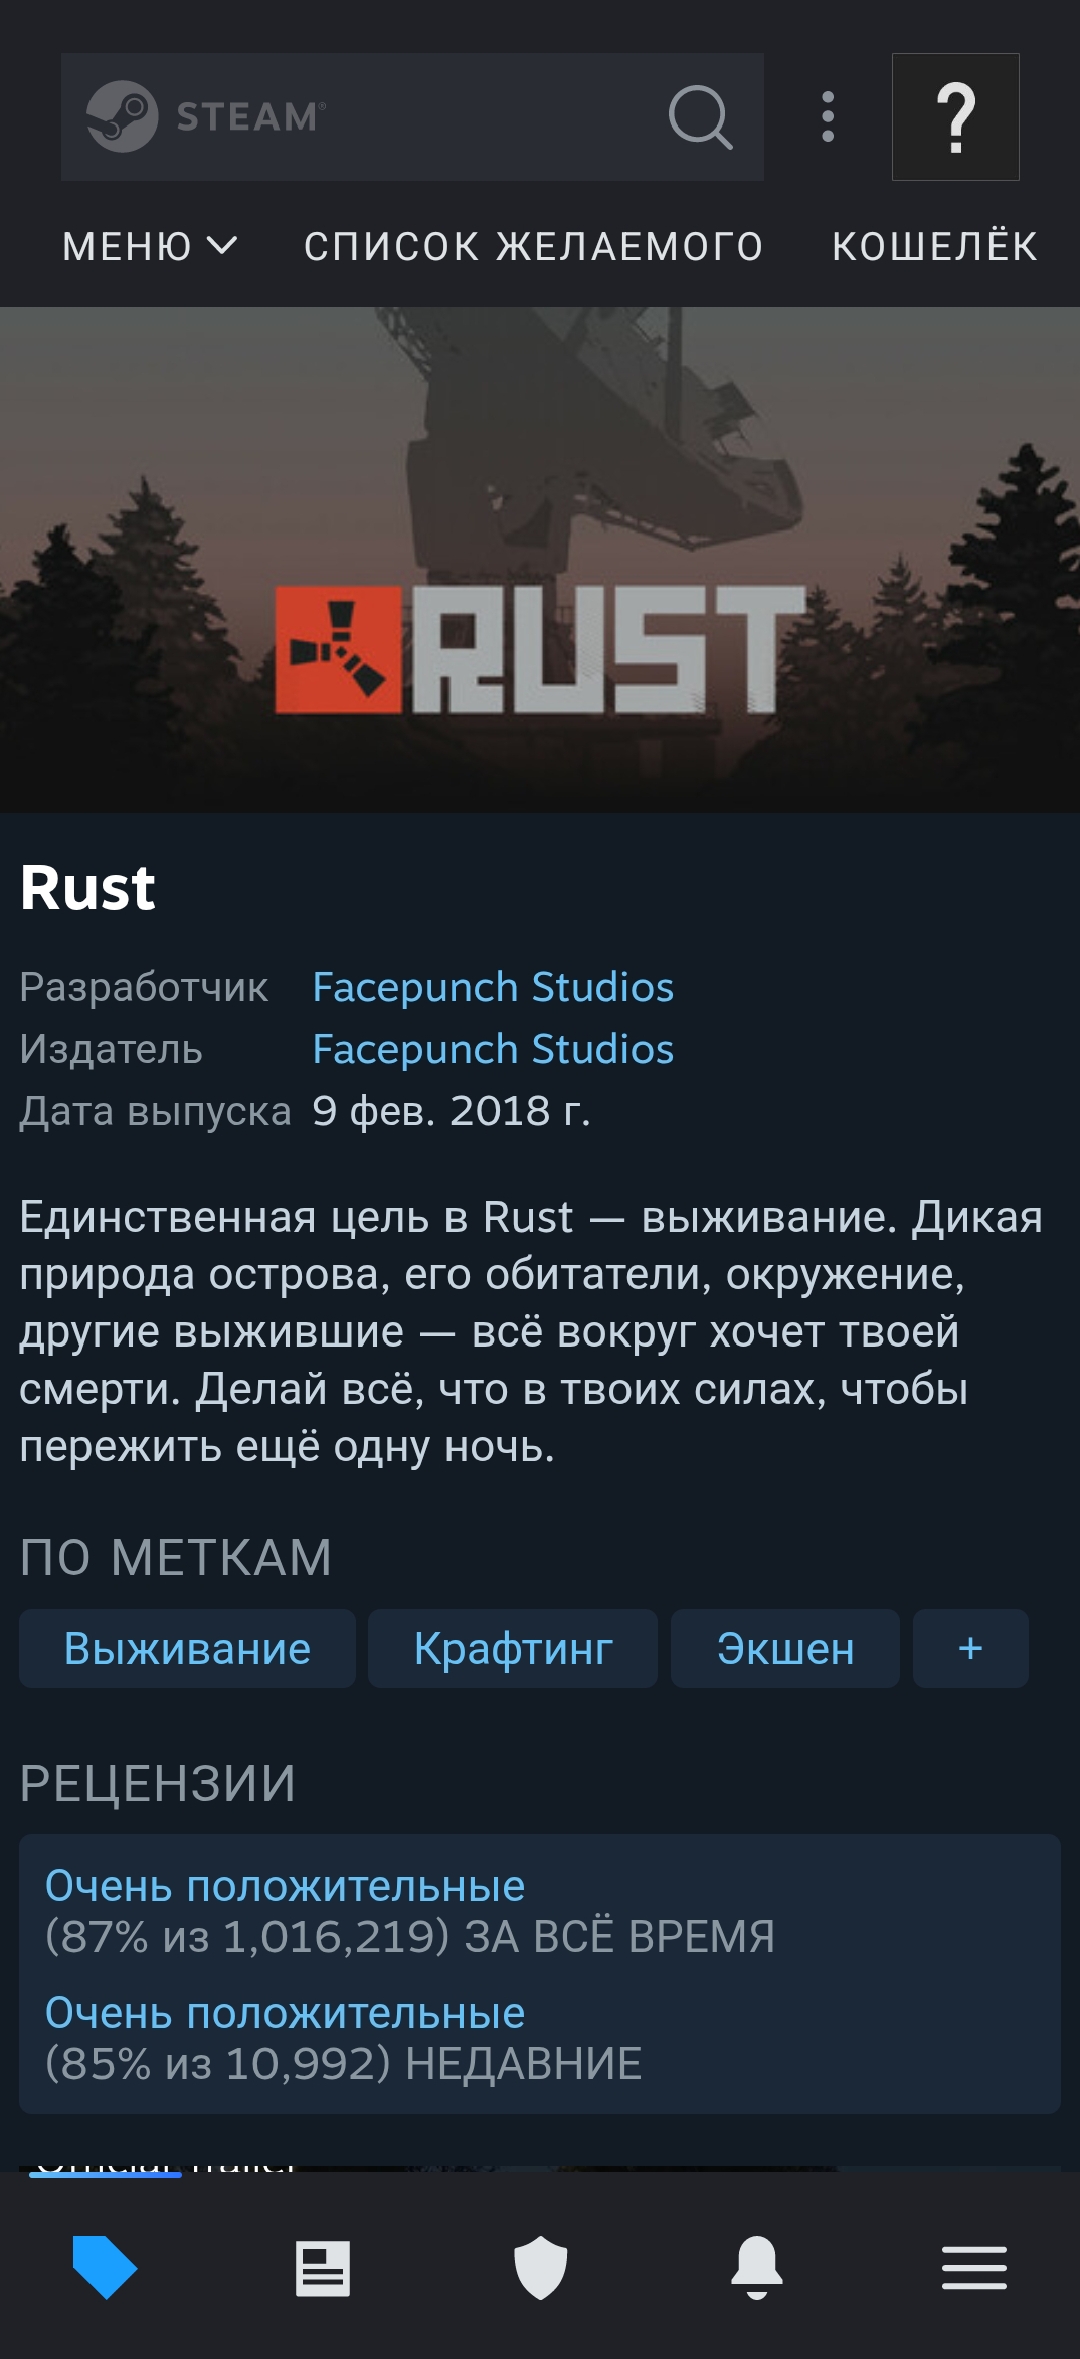 STEAM®
?
МЕНЮ СПИСОК ЖЕЛАЕМОГО КОШЕЛЁК
RUST
Rust
Разработчик Facepunch Studios
Издатель Facepunch Studios
Дата выпуска 9 фев. 2018 г.
Единственная цель в Rust — выживание. Дикая
природа острова, его обитатели, окружение,
другие выжившие — всё вокруг хочет твоей
смерти. Делай всё, что в твоих силах, чтобы
пережить ещё одну ночь.
ПО МЕТКАМ
Выживание Крафтинг Экшен +
РЕЦЕНЗИИ
Очень положительные
(87% из 1,016,219) ЗА ВСЁ ВРЕМЯ
Очень положительные
(85% из 10,992) НЕДАВНИЕ